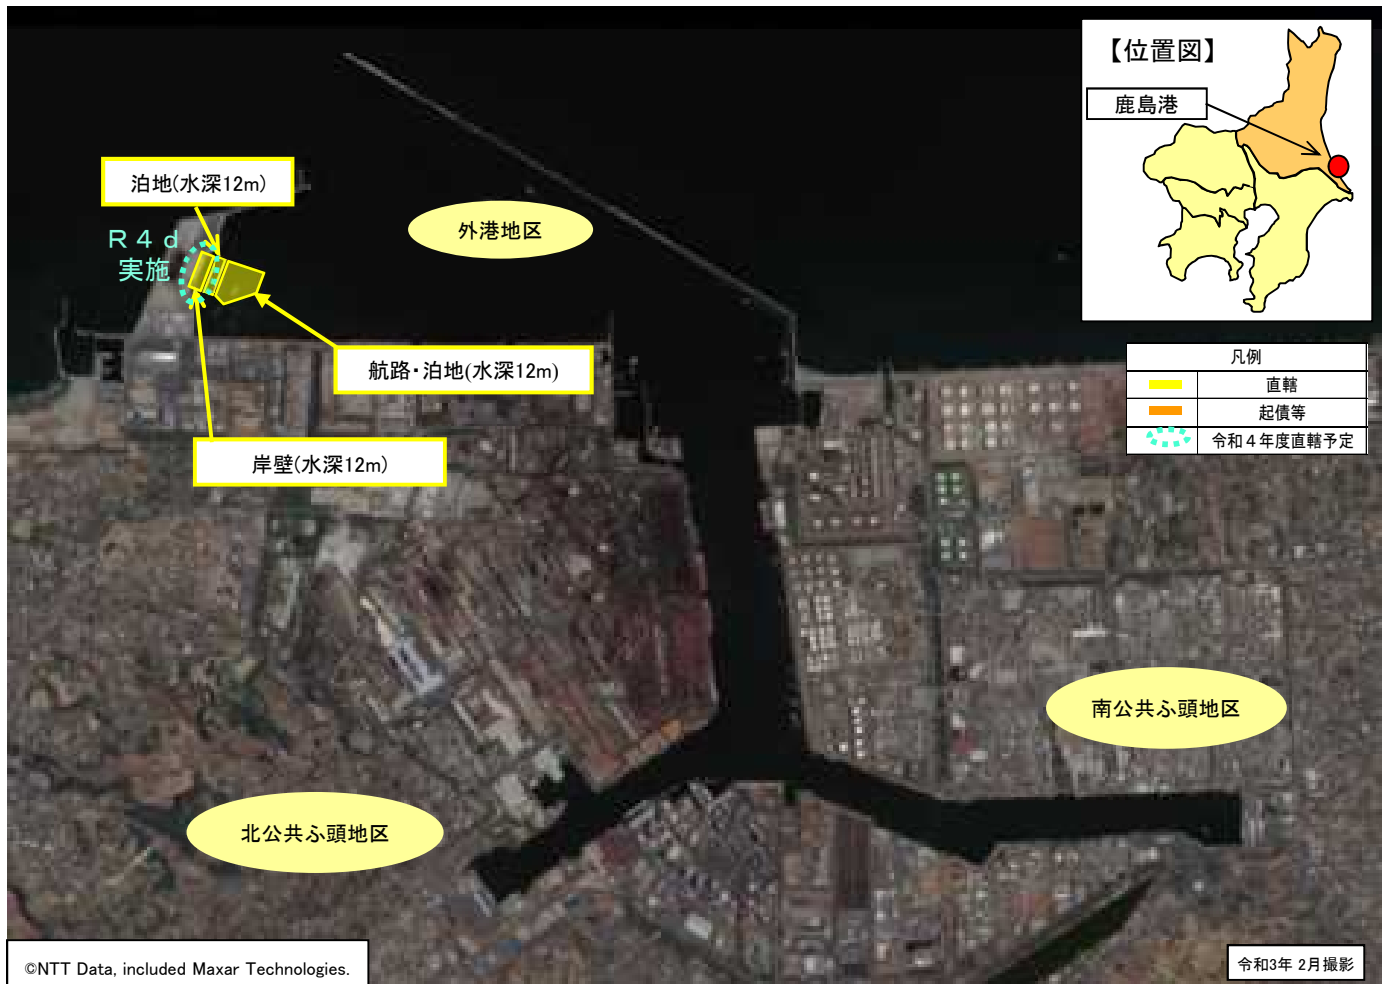 【位置図】
鹿島港
泊地(水深12m)
外港地区
R4d
実施
航路・泊地(水深12m)
凡例
直轄
起債等
令和4年度直轄予定
岸壁(水深12m)
南公共ふ頭地区
北公共ふ頭地区
©NTT Data, included Maxar Technologies.
令和3年 2月撮影